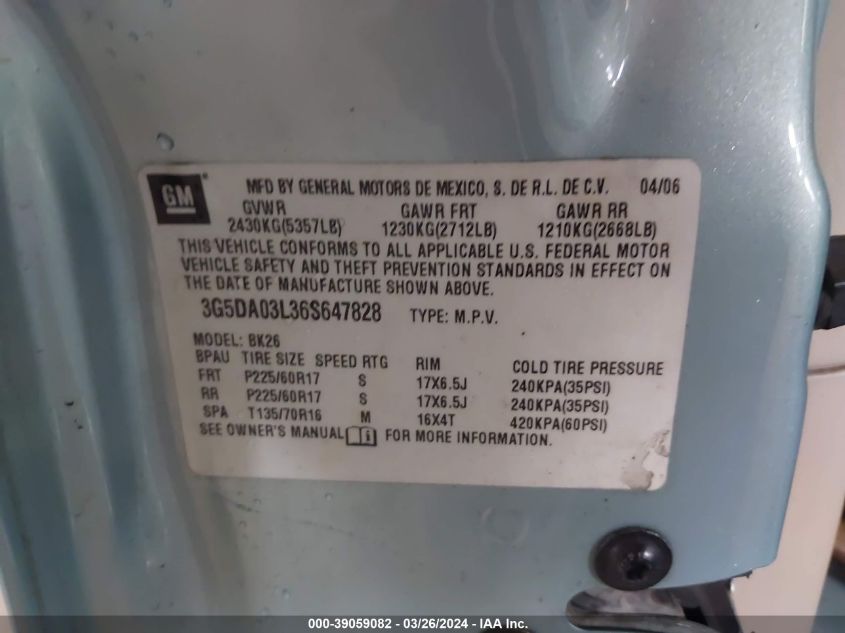 GM
MFD BY GENERAL MOTORS DE MEXICO, S. DE R.L. DE C.V. 04/06
GVWR GAWR FRT GAWR RR
2430KG(5357LB) 1230KG(2712LB) 1210KG(2668LB)
THIS VEHICLE CONFORMS TO ALL APPLICABLE U.S. FEDERAL MOTOR
VEHICLE SAFETY AND THEFT PREVENTION STANDARDS IN EFFECT ON
THE DATE OF MANUFACTURE SHOWN ABOVE.
3G5DA03L36S647828 TYPE: M.P.V.
MODEL: BK26
BPAU TIRE SIZE SPEED RTG RIM COLD TIRE PRESSURE
FRT P225/60R17 S 17X6.5J 240KPA(35PSI)
RR P225/60R17 S 17X6.5J 240KPA(35PSI)
SPA T135/70R16 M 16X4T 420KPA(60PSI)
SEE OWNER'S MANUAL i FOR MORE INFORMATION.
000-39059082 - 03/26/2024 - IAA Inc.